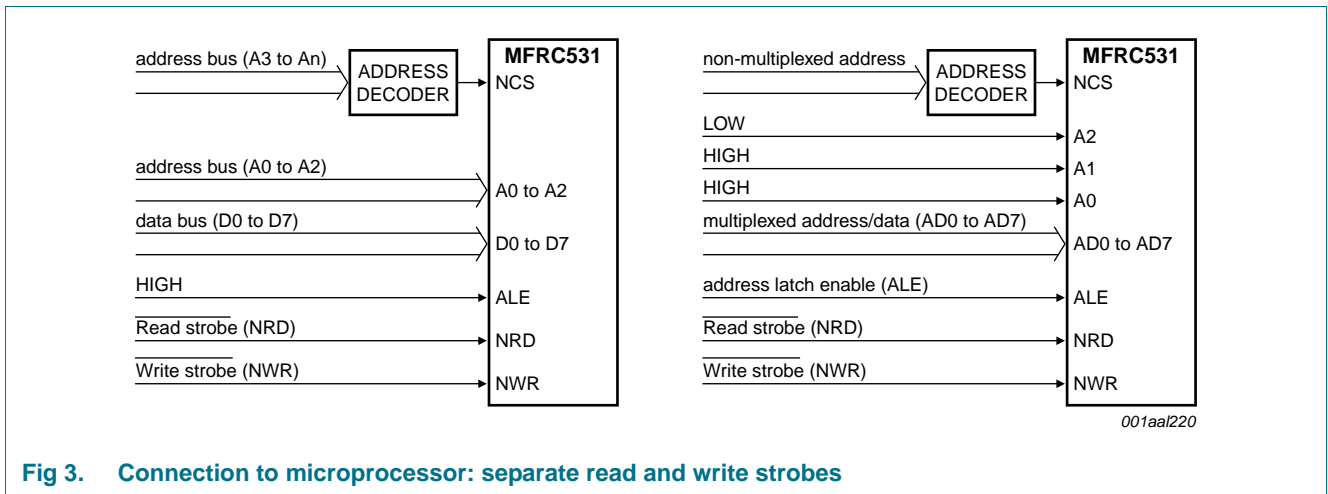 address bus (A3 to An)
ADDRESS
DECODER
MFRC531
NCS
address bus (A0 to A2)
A0 to A2
data bus (D0 to D7)
D0 to D7
HIGH
ALE
Read strobe (NRD)
NRD
Write strobe (NWR)
NWR
non-multiplexed address
ADDRESS
DECODER
MFRC531
NCS
LOW
A2
HIGH
A1
HIGH
A0
multiplexed address/data (AD0 to AD7)
AD0 to AD7
address latch enable (ALE)
ALE
Read strobe (NRD)
NRD
Write strobe (NWR)
NWR
001aal220
Fig 3. Connection to microprocessor: separate read and write strobes